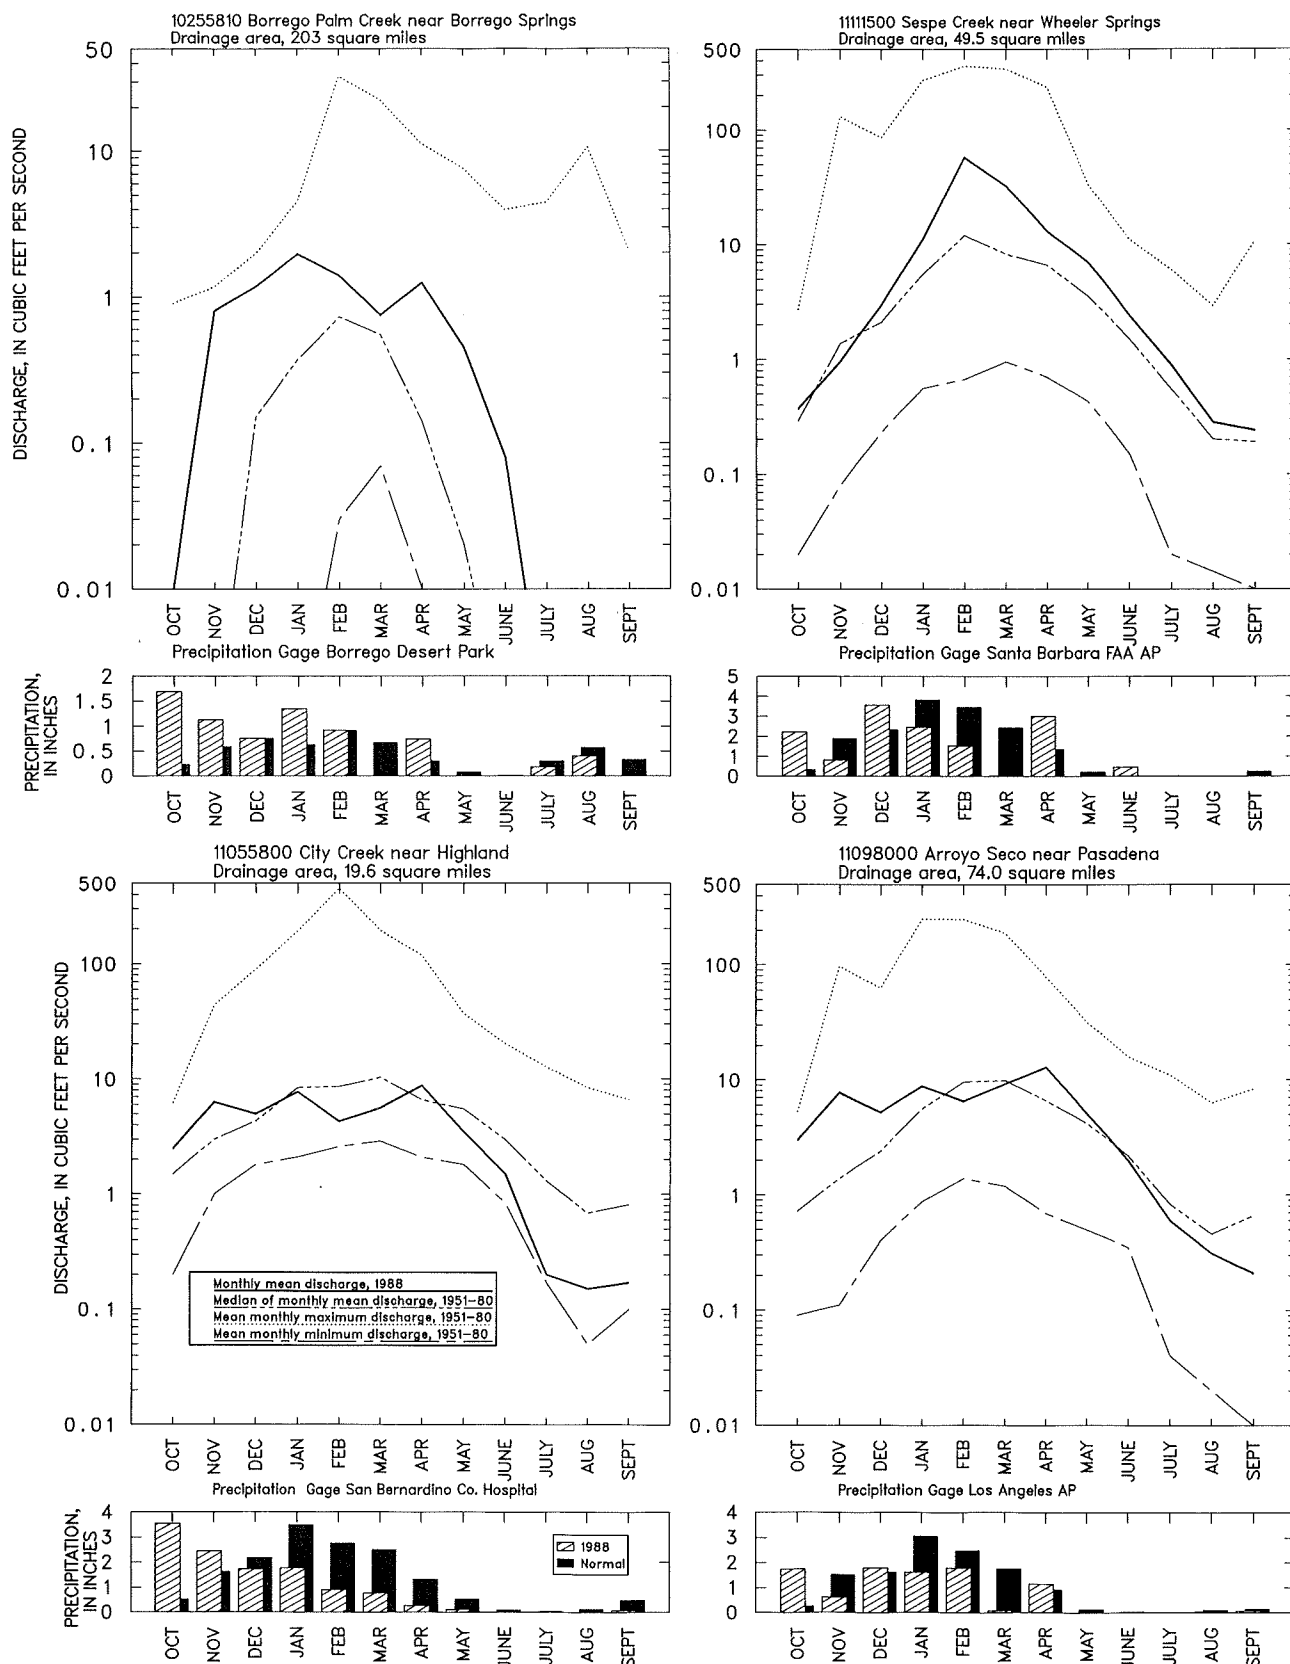 10255810 Borrego Palm Creek near Borrego Springs
Drainage area, 203 square miles
DISCHARGE, IN CUBIC FEET PER SECOND
50
10
1
0.1
0.01
OCT NOV DEC JAN FEB MAR APR MAY JUNE JULY AUG SEPT
Precipitation Gage Borrego Desert Park
PRECIPITATION,
IN INCHES
2
1.5
1
0.5
0
OCT NOV DEC JAN FEB MAR APR MAY JUNE JULY AUG SEPT
11111500 Sespe Creek near Wheeler Springs
Drainage area, 49.5 square miles
500
100
10
1
0.1
0.01
OCT NOV DEC JAN FEB MAR APR MAY JUNE JULY AUG SEPT
Precipitation Gage Santa Barbara FAA AP
5
4
3
2
1
0
OCT NOV DEC JAN FEB MAR APR MAY JUNE JULY AUG SEPT
11055800 City Creek near Highland
Drainage area, 19.6 square miles
DISCHARGE, IN CUBIC FEET PER SECOND
500
100
10
1
0.1
0.01
Monthly mean discharge, 1988
Median of monthly mean discharge, 1951-80
Mean monthly maximum discharge, 1951-80
Mean monthly minimum discharge, 1951-80
OCT NOV DEC JAN FEB MAR APR MAY JUNE JULY AUG SEPT
Precipitation Gage San Bernardino Co. Hospital
PRECIPITATION,
IN INCHES
4
3
2
1
0
1988
Normal
OCT NOV DEC JAN FEB MAR APR MAY JUNE JULY AUG SEPT
11098000 Arroyo Seco near Pasadena
Drainage area, 74.0 square miles
500
100
10
1
0.1
0.01
OCT NOV DEC JAN FEB MAR APR MAY JUNE JULY AUG SEPT
Precipitation Gage Los Angeles AP
4
3
2
1
0
OCT NOV DEC JAN FEB MAR APR MAY JUNE JULY AUG SEPT